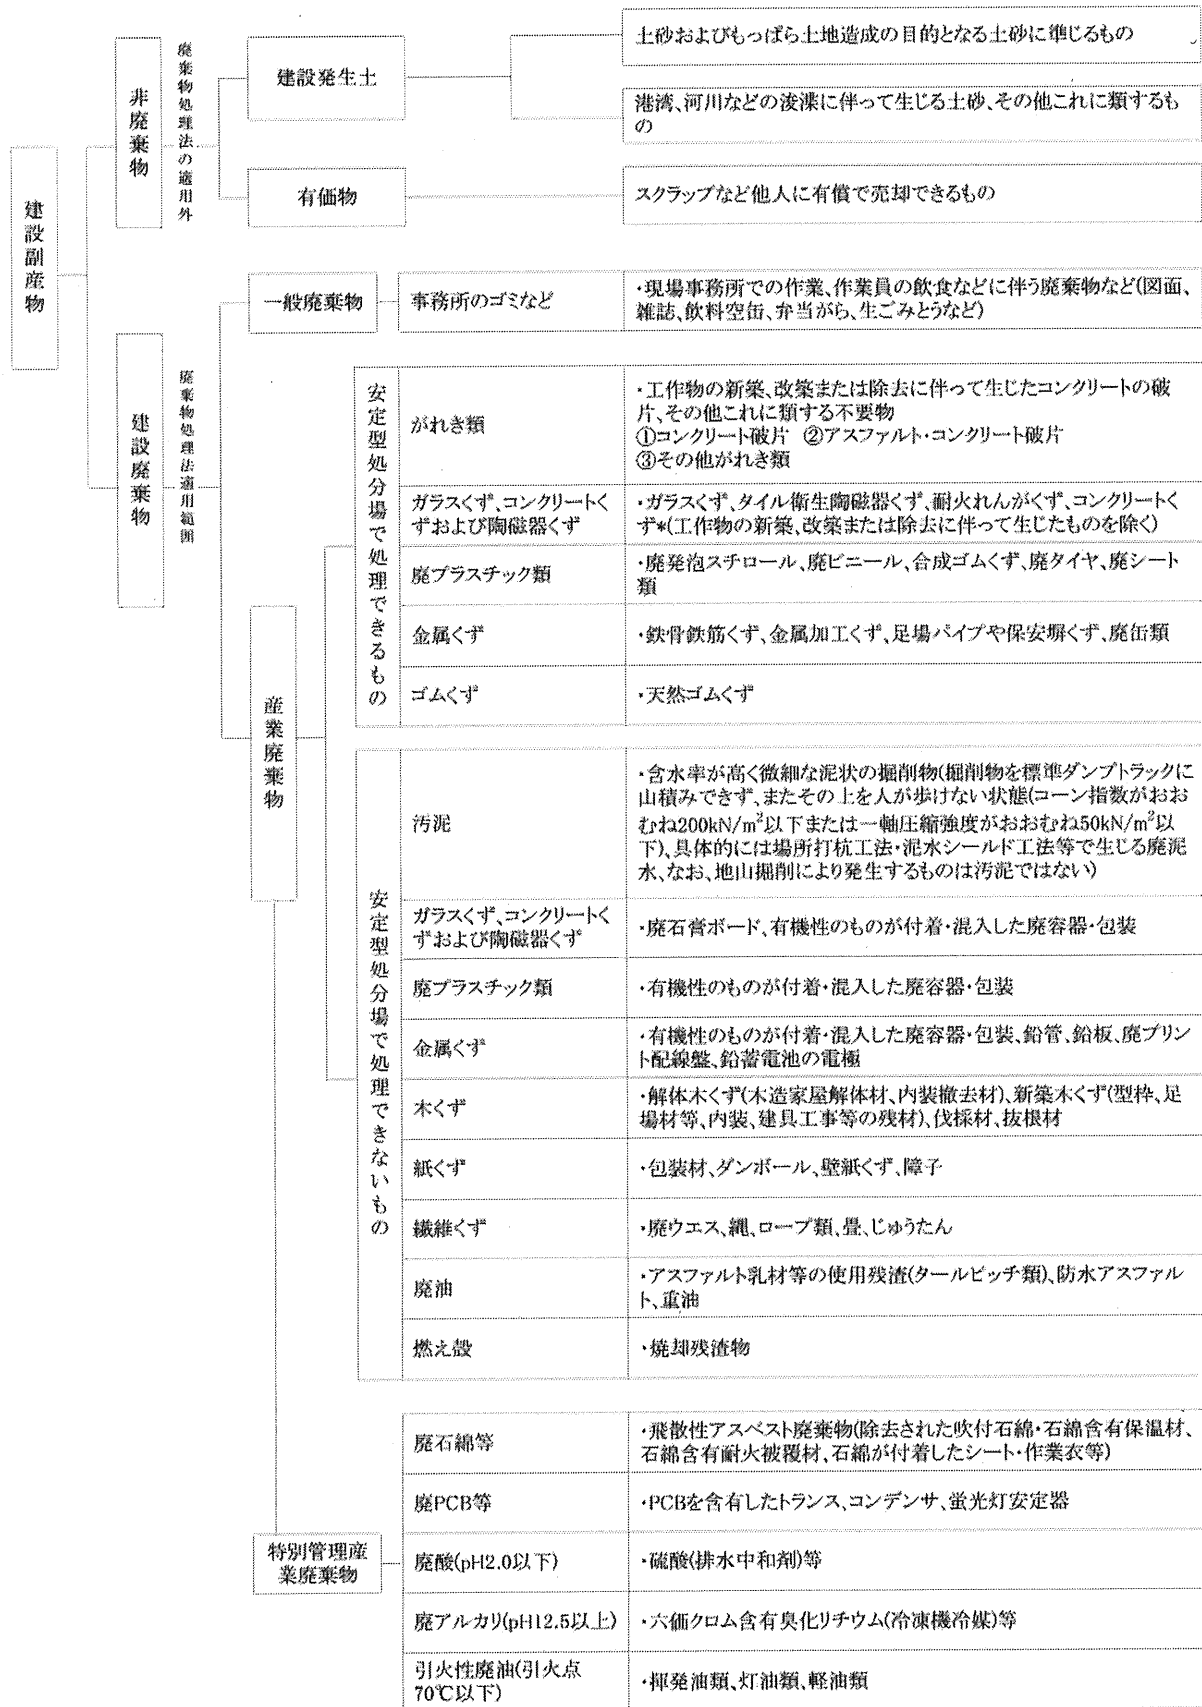 建設副産物
非廃棄物
廃棄物処理法の適用外
建設発生土
土砂およびもっぱら土地造成の目的となる土砂に準じるもの
港湾、河川などの浚渫に伴って生じる土砂、その他これに類するも
の
有価物
スクラップなど他人に有償で売却できるもの
建設廃棄物
廃棄物処理法適用範囲
一般廃棄物
事務所のゴミなど
・現場事務所での作業、作業員の飲食などに伴う廃棄物など(図面、
雑誌、飲料空缶、弁当がら、生ごみとうなど)
産業廃棄物
安定型処分場で処理できるもの
がれき類
・工作物の新築、改築または除去に伴って生じたコンクリートの破
片、その他これに類する不要物
①コンクリート破片 ②アスファルト・コンクリート破片
③その他がれき類
ガラスくず、コンクリートく
ずおよび陶磁器くず
・ガラスくず、タイル衛生陶磁器くず、耐火れんがくず、コンクリートく
ず*(工作物の新築、改築または除去に伴って生じたものを除く)
廃プラスチック類
・廃発泡スチロール、廃ビニール、合成ゴムくず、廃タイヤ、廃シート
類
金属くず
・鉄骨鉄筋くず、金属加工くず、足場パイプや保安塀くず、廃缶類
ゴムくず
・天然ゴムくず
安定型処分場で処理できないもの
汚泥
・含水率が高く微細な泥状の掘削物(掘削物を標準ダンプトラックに
山積みできず、またその上を人が歩けない状態(コーン指数がおお
むね200kN/m²以下または一軸圧縮強度がおおむね50kN/m²以
下)、具体的には場所打杭工法・泥水シールド工法等で生じる廃泥
水、なお、地山掘削により発生するものは汚泥ではない)
ガラスくず、コンクリートく
ずおよび陶磁器くず
・廃石膏ボード、有機性のものが付着・混入した廃容器・包装
廃プラスチック類
・有機性のものが付着・混入した廃容器・包装
金属くず
・有機性のものが付着・混入した廃容器・包装、鉛管、鉛板、廃プリン
ト配線盤、鉛蓄電池の電極
木くず
・解体木くず(木造家屋解体材、内装撤去材)、新築木くず(型枠、足
場材等、内装、建具工事等の残材)、伐採材、抜根材
紙くず
・包装材、ダンボール、壁紙くず、障子
繊維くず
・廃ウエス、縄、ロープ類、畳、じゅうたん
廃油
・アスファルト乳材等の使用残渣(タールピッチ類)、防水アスファル
ト、重油
燃え殻
・焼却残渣物
特別管理産
業廃棄物
廃石綿等
・飛散性アスベスト廃棄物(除去された吹付石綿・石綿含有保温材、
石綿含有耐火被覆材、石綿が付着したシート・作業衣等)
廃PCB等
・PCBを含有したトランス、コンデンサ、蛍光灯安定器
廃酸(pH2.0以下)
・硫酸(排水中和剤)等
廃アルカリ(pH12.5以上)
・六価クロム含有臭化リチウム(冷凍機冷媒)等
引火性廃油(引火点
70℃以下)
・揮発油類、灯油類、軽油類